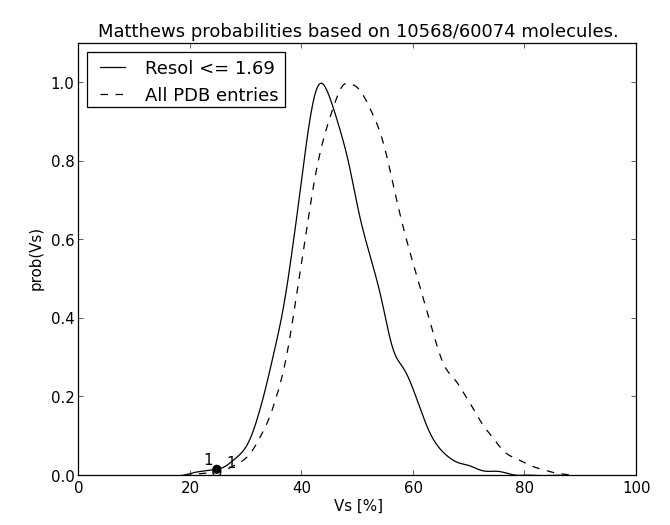 Matthews probabilities based on 10568/60074 molecules.
Resol <= 1.69
All PDB entries
prob(Vs)
1.0
0.8
0.6
0.4
0.2
0.0
1
1
0
20
40
60
80
100
Vs [%]